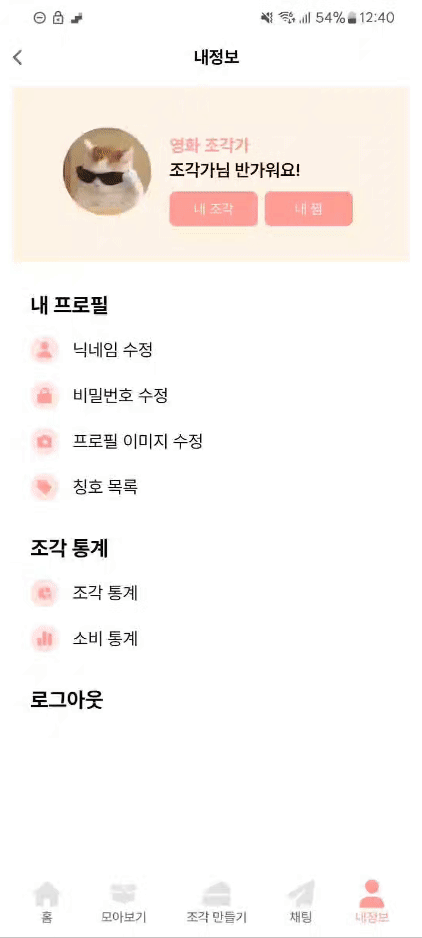 54% 12:40
내정보
영화 조각가
조각가님 반가워요!
내 조각 내 찜
내 프로필
닉네임 수정
비밀번호 수정
프로필 이미지 수정
칭호 목록
조각 통계
조각 통계
소비 통계
로그아웃
홈 모아보기 조각 만들기 채팅 내정보